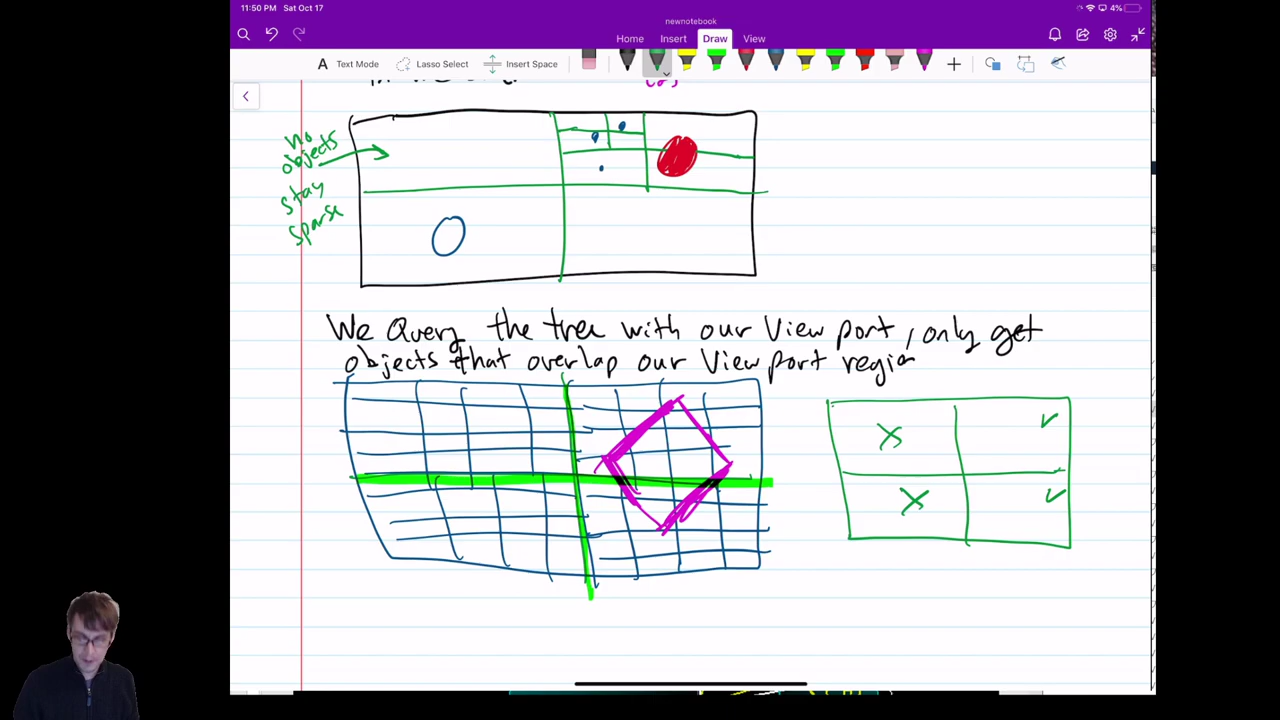 11:50 PM Sat Oct 17
4%
newnotebook
Home Insert Draw View
Text Mode Lasso Select Insert Space
no
objects
stay
sparse
We Query the tree with our View port, only get
objects that overlap our View port region